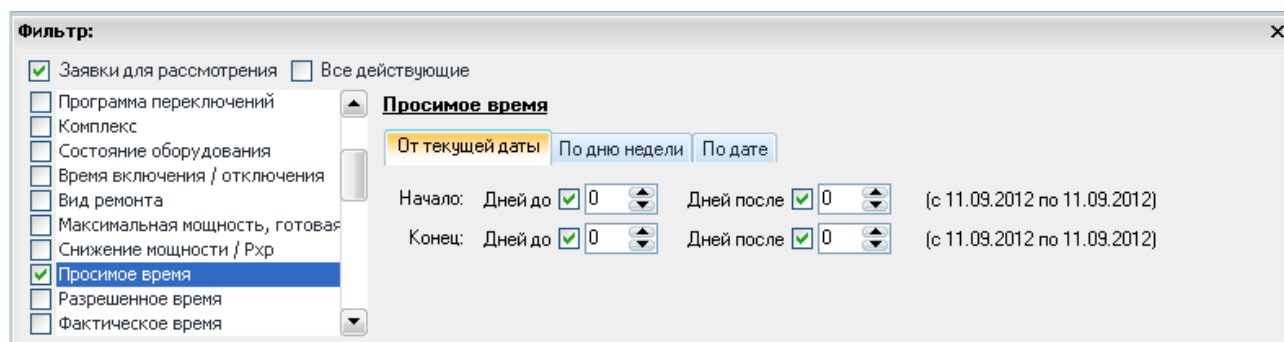 Фильтр:
Заявки для рассмотрения Все действующие
Программа переключений
Комплекс
Состояние оборудования
Время включения / отключения
Вид ремонта
Максимальная мощность, готовая
Снижение мощности / Рхр
Просимое время
Разрешенное время
Фактическое время
Просимое время
От текущей даты По дню недели По дате
Начало: Дней до 0 Дней после 0 (с 11.09.2012 по 11.09.2012)
Конец: Дней до 0 Дней после 0 (с 11.09.2012 по 11.09.2012)